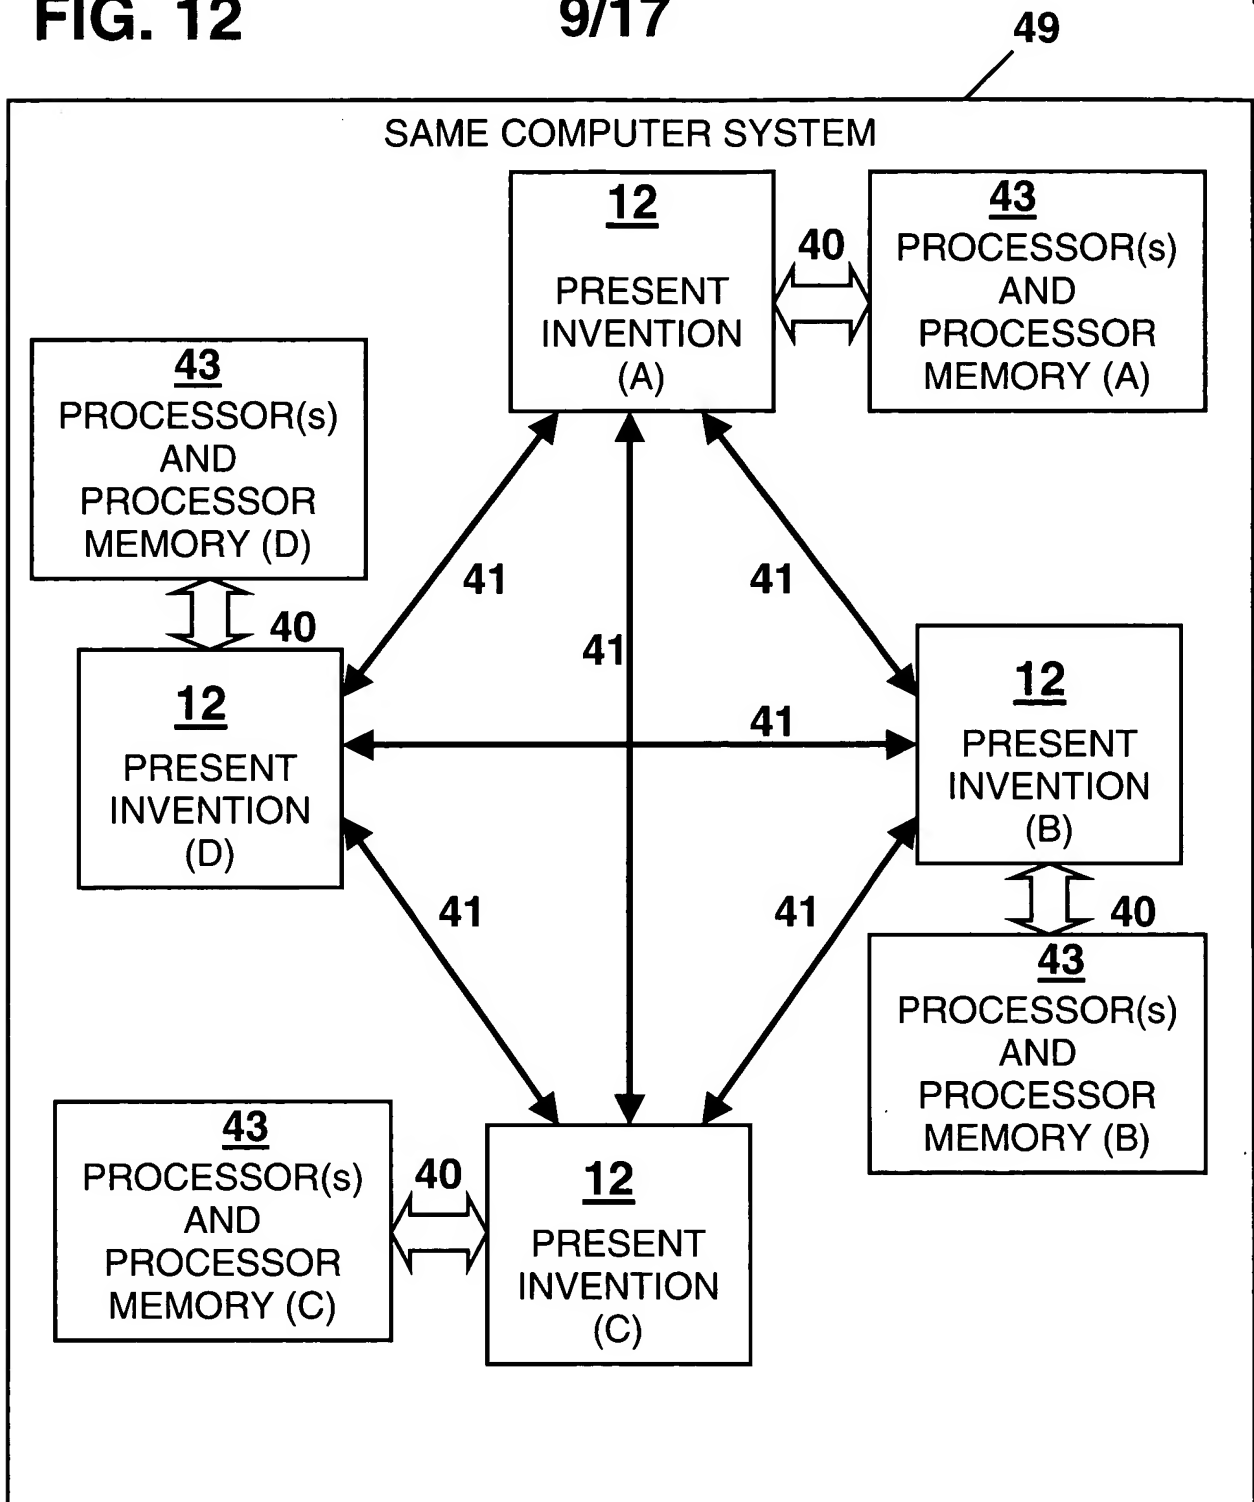 FIG. 12
9/17
49
SAME COMPUTER SYSTEM
12
PRESENT
INVENTION
(A)
40
43
PROCESSOR(s)
AND
PROCESSOR
MEMORY (A)
43
PROCESSOR(s)
AND
PROCESSOR
MEMORY (D)
40
41
41
41
41
12
PRESENT
INVENTION
(D)
12
PRESENT
INVENTION
(B)
40
43
PROCESSOR(s)
AND
PROCESSOR
MEMORY (B)
41
41
43
PROCESSOR(s)
AND
PROCESSOR
MEMORY (C)
40
12
PRESENT
INVENTION
(C)